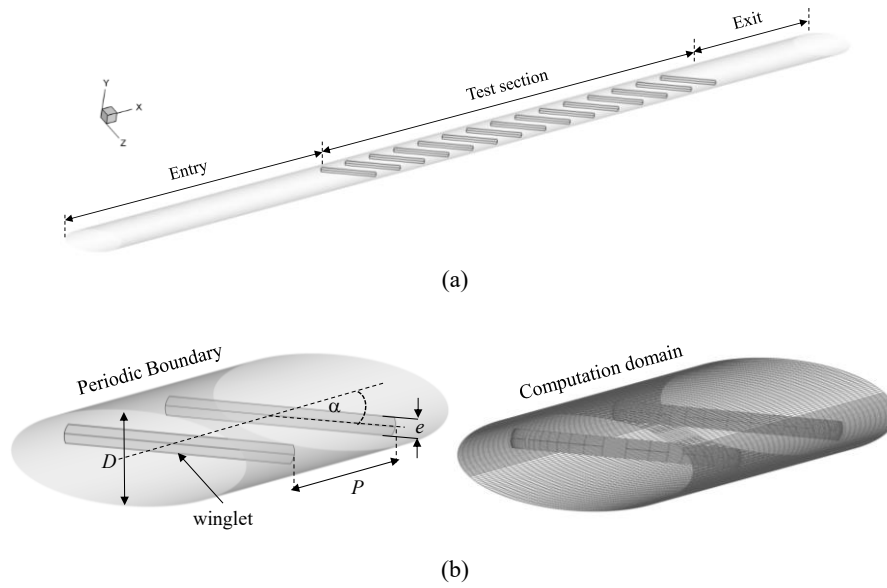 Exit
Test section
Y
X
Z
Entry
(a)
Periodic Boundary
Computation domain
α
e
D
P
winglet
(b)